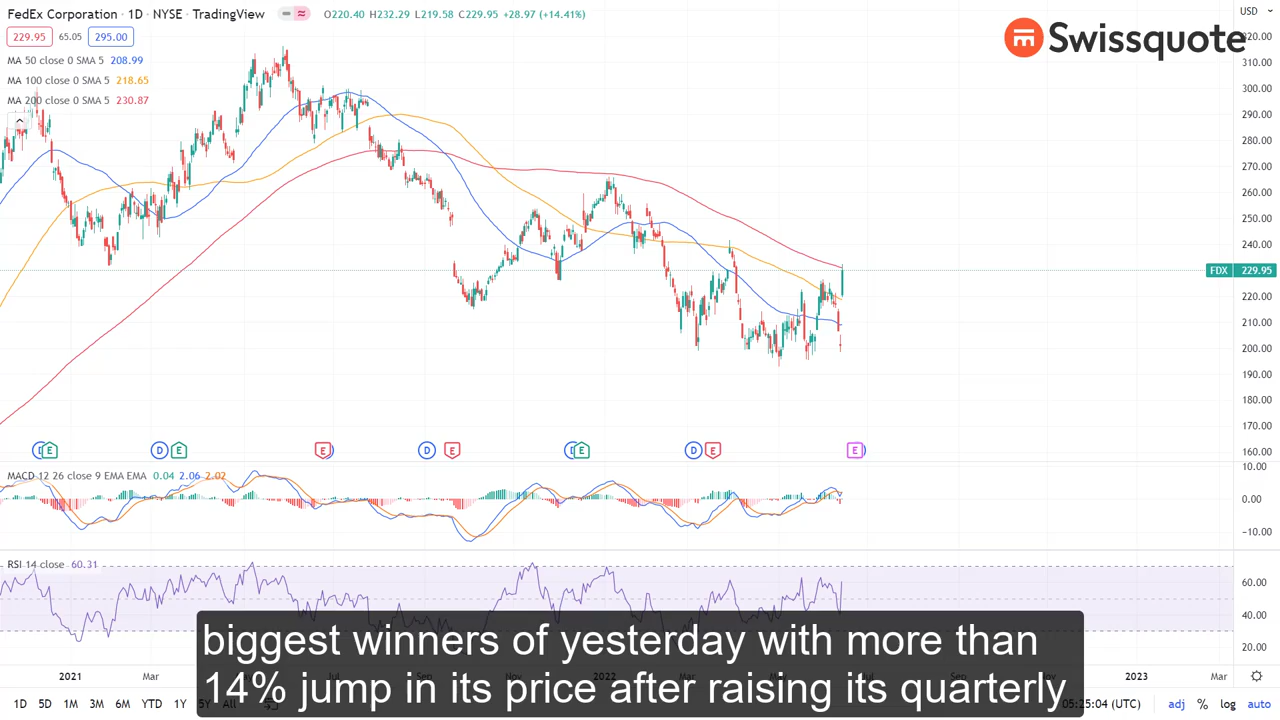 FedEx Corporation · 1D · NYSE · TradingView O220.40 H232.29 L219.58 C229.95 +28.97 (+14.41%)
USD
Swissquote
229.95 65.05 295.00
MA 50 close 0 SMA 5 208.99
MA 100 close 0 SMA 5 218.65
MA 200 close 0 SMA 5 230.87
320.00
310.00
300.00
290.00
280.00
270.00
260.00
250.00
240.00
FDX 229.95
220.00
210.00
200.00
190.00
180.00
170.00
160.00
D E D E E D E D E D E E
MACD 12 26 close 9 EMA EMA 0.04 2.06 2.02
10.00
0.00
−10.00
RSI 14 close 60.31
60.00
40.00
20.00
biggest winners of yesterday with more than
14% jump in its price after raising its quarterly
2021 Mar 2023 Mar
1D 5D 1M 3M 6M YTD 1Y 5Y All 05:25:04 (UTC) adj % log auto